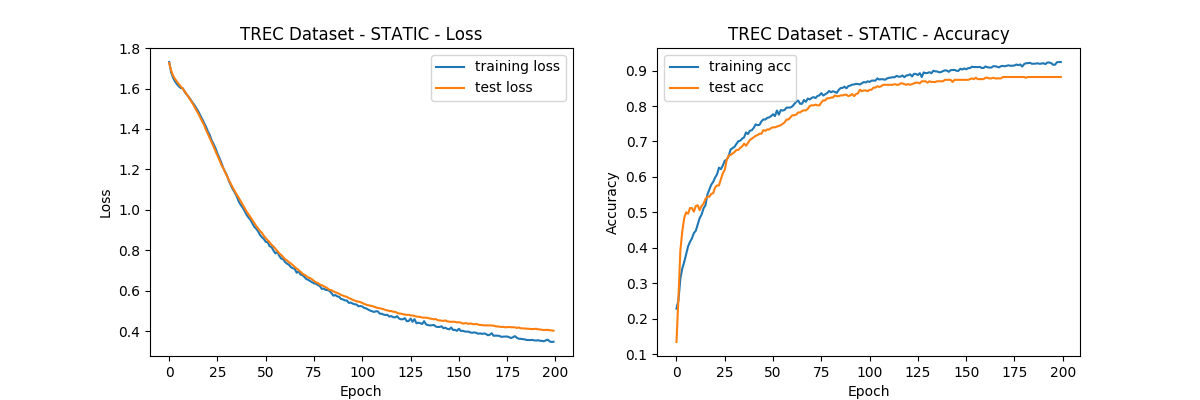 TREC Dataset - STATIC - Loss
1.8
1.6
1.4
1.2
1.0
0.8
0.6
0.4
Loss
training loss
test loss
0 25 50 75 100 125 150 175 200
Epoch
TREC Dataset - STATIC - Accuracy
0.9
0.8
0.7
0.6
0.5
0.4
0.3
0.2
0.1
Accuracy
training acc
test acc
0 25 50 75 100 125 150 175 200
Epoch